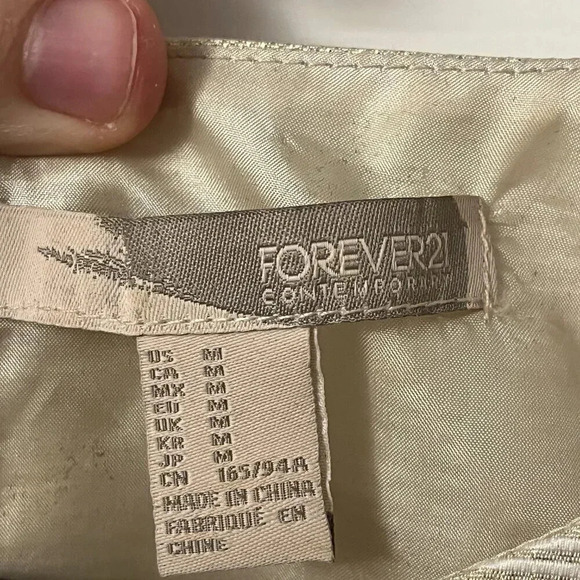 FOREVER21
CONTEMPORARY
US M
CA M
MX M
EU M
UK M
KR M
JP M
CN 165/94A
MADE IN CHINA
FABRIQUÉ EN
CHINE